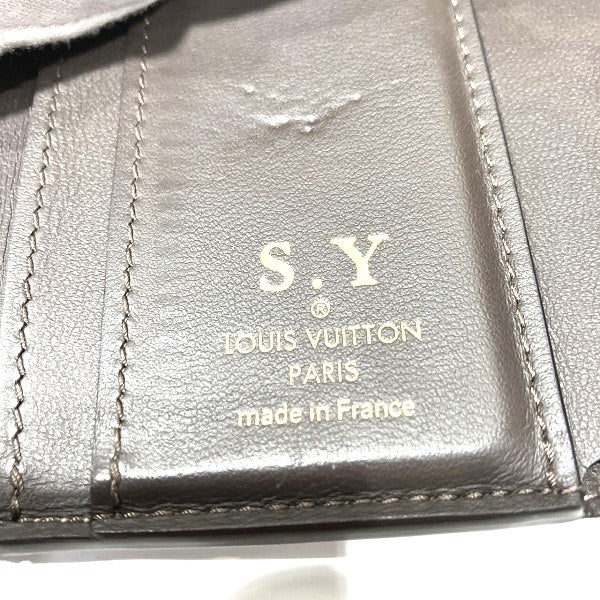 S.Y
®
LOUIS VUITTON
PARIS
made in France